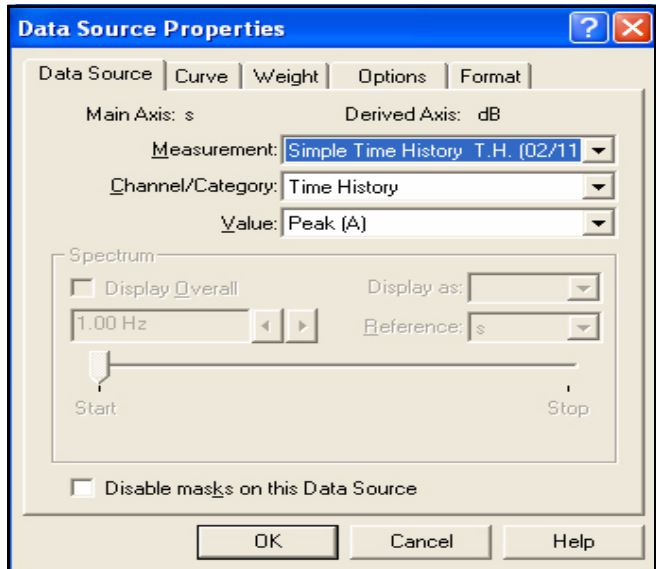 Data Source Properties
Data Source Curve Weight Options Format
Main Axis: s Derived Axis: dB
Measurement: Simple Time History T.H. (02/11
Channel/Category: Time History
Value: Peak (A)
Spectrum
Display Overall Display as:
1.00 Hz Reference: s
Start Stop
Disable masks on this Data Source
OK Cancel Help